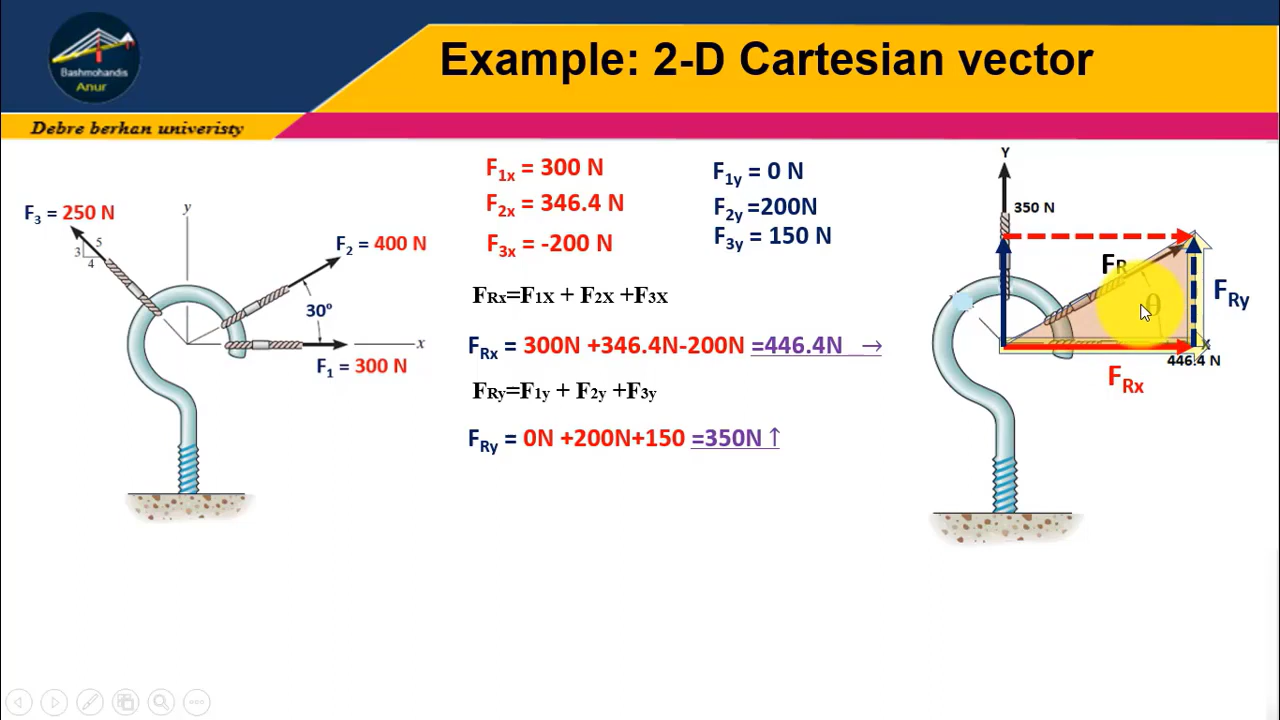 Example: 2-D Cartesian vector
Bashmohandis
Anur
Debre berhan univeristy
F3 = 250 N
5
3
4
y
F2 = 400 N
30º
x
F1 = 300 N
F1x = 300 N
F2x = 346.4 N
F3x = -200 N
F1y = 0 N
F2y =200N
F3y = 150 N
FRx=F1x + F2x +F3x
FRx = 300N +346.4N-200N =446.4N →
FRy=F1y + F2y +F3y
FRy = 0N +200N+150 =350N ↑
Y
350 N
FR
θ
FRy
x
446.4 N
FRx